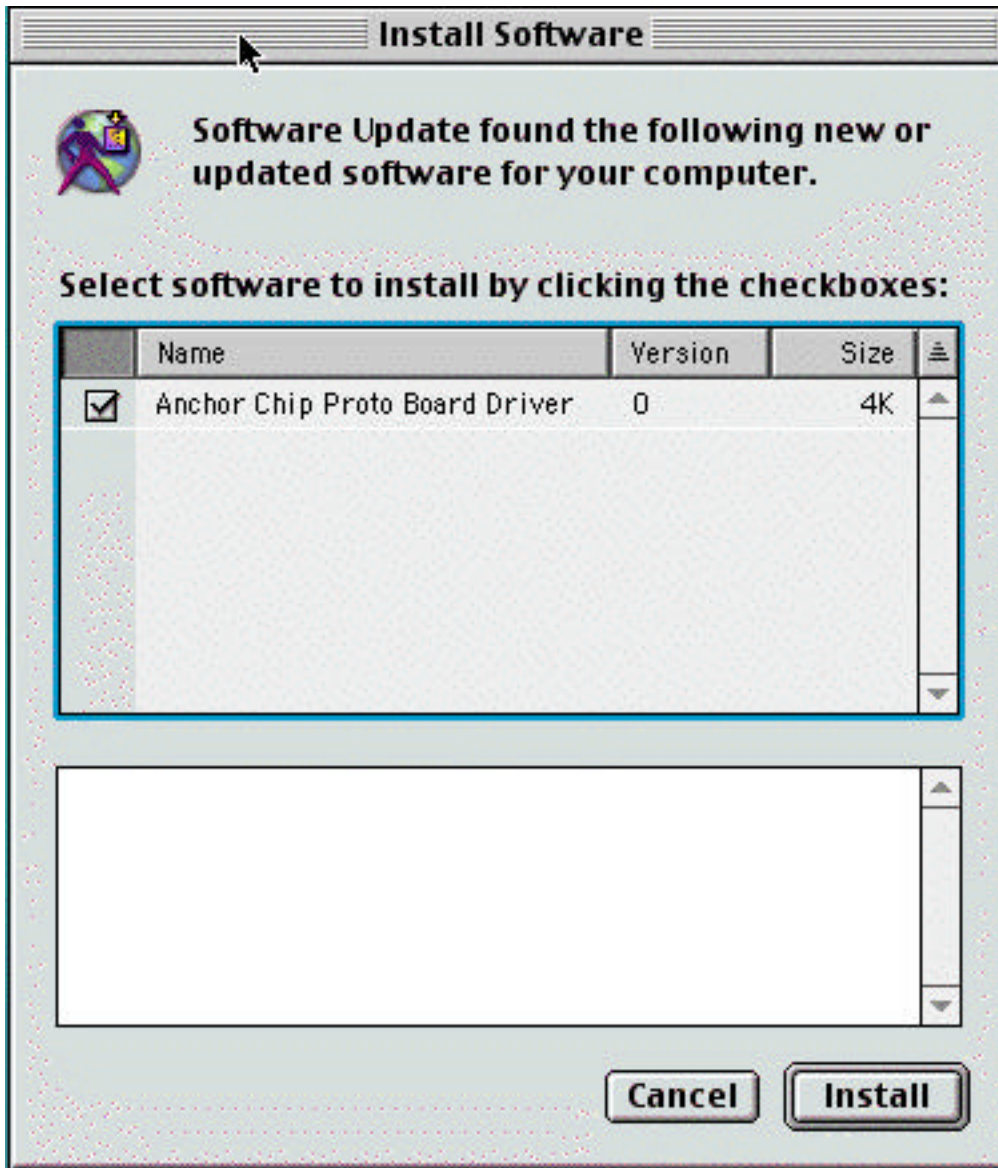 Install Software
Software Update found the following new or
updated software for your computer.
Select software to install by clicking the checkboxes:
Name Version Size
Anchor Chip Proto Board Driver 0 4K
Cancel Install